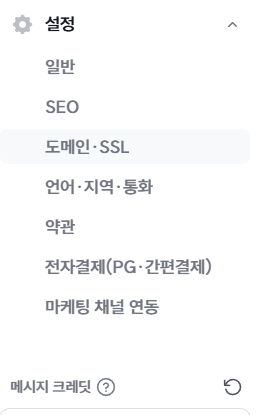 설정
일반
SEO
도메인·SSL
언어·지역·통화
약관
전자결제(PG·간편결제)
마케팅 채널 연동
메시지 크레딧 ?